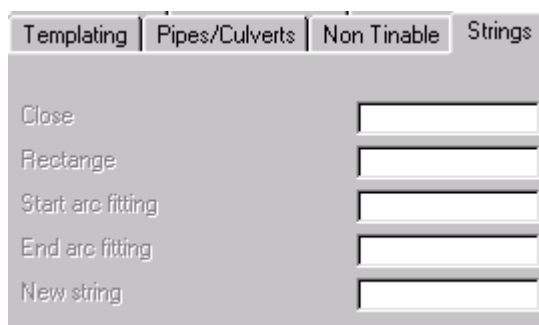 Templating Pipes/Culverts Non Tinable Strings
Close
Rectange
Start arc fitting
End arc fitting
New string